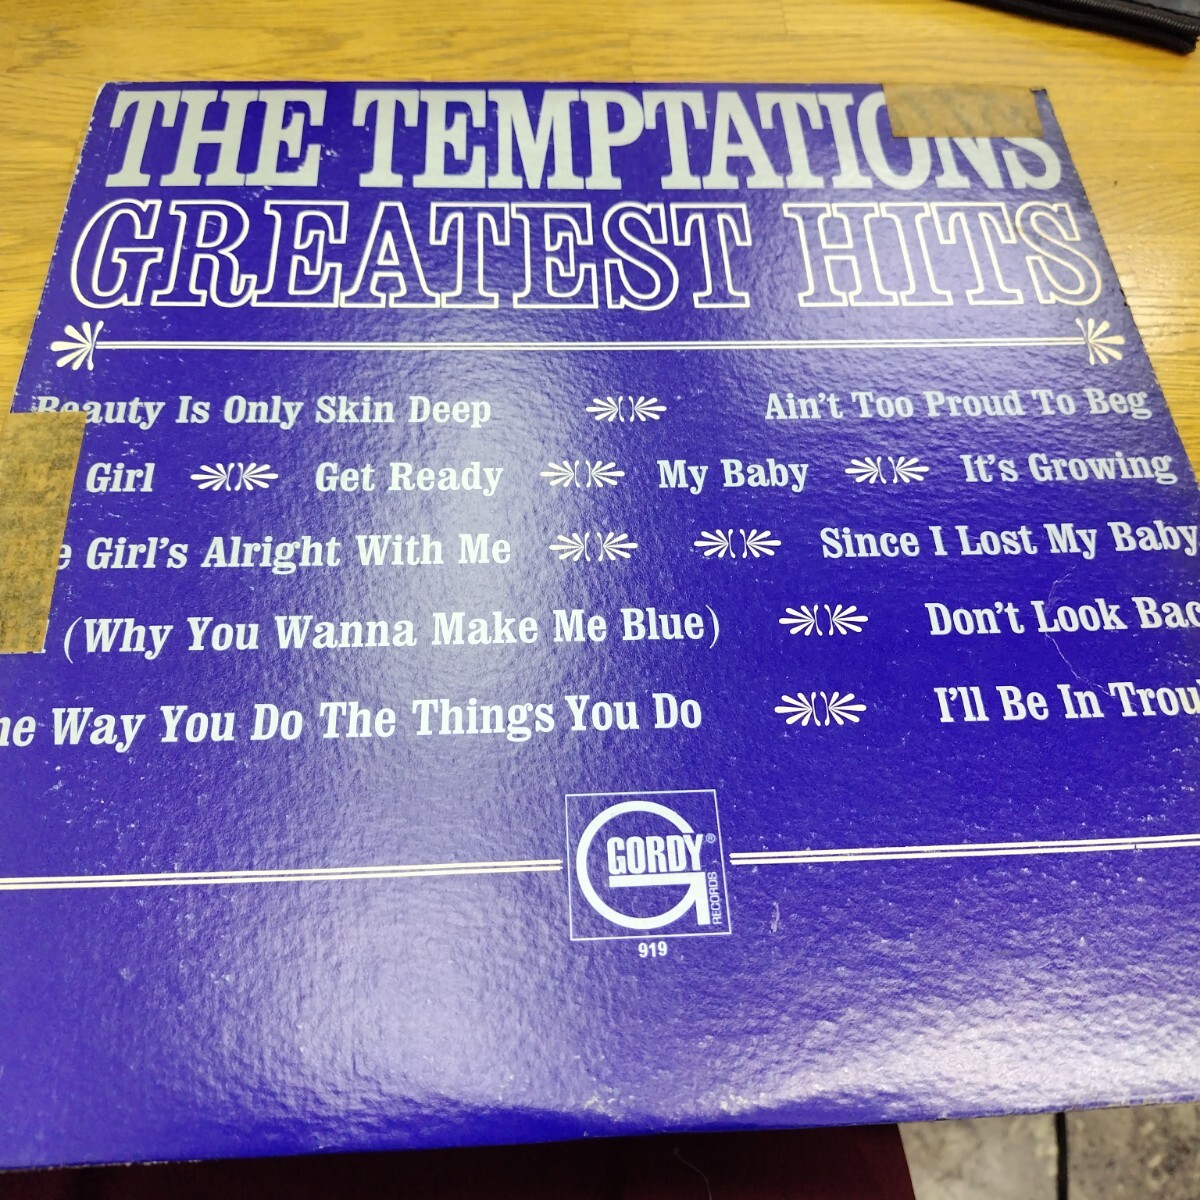 THE TEMPTATIONS
GREATEST HITS
Beauty Is Only Skin Deep Ain't Too Proud To Beg
Girl Get Ready My Baby It's Growing
e Girl's Alright With Me Since I Lost My Baby
(Why You Wanna Make Me Blue) Don't Look Bac
he Way You Do The Things You Do I'll Be In Trou
GORDY®
RECORDS
919